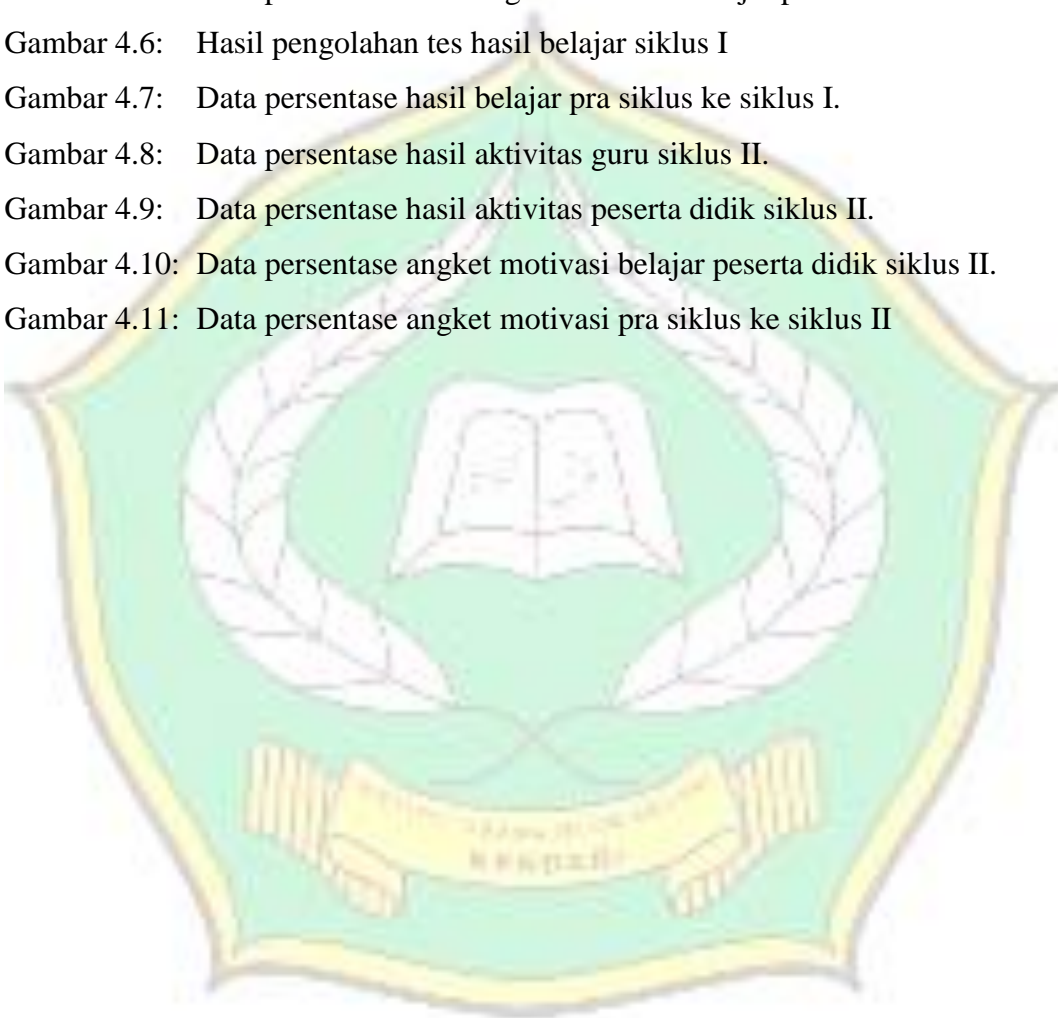 Gambar 4.6: Hasil pengolahan tes hasil belajar siklus I
Gambar 4.7: Data persentase hasil belajar pra siklus ke siklus I.
Gambar 4.8: Data persentase hasil aktivitas guru siklus II.
Gambar 4.9: Data persentase hasil aktivitas peserta didik siklus II.
Gambar 4.10: Data persentase angket motivasi belajar peserta didik siklus II.
Gambar 4.11: Data persentase angket motivasi pra siklus ke siklus II
KENDARI